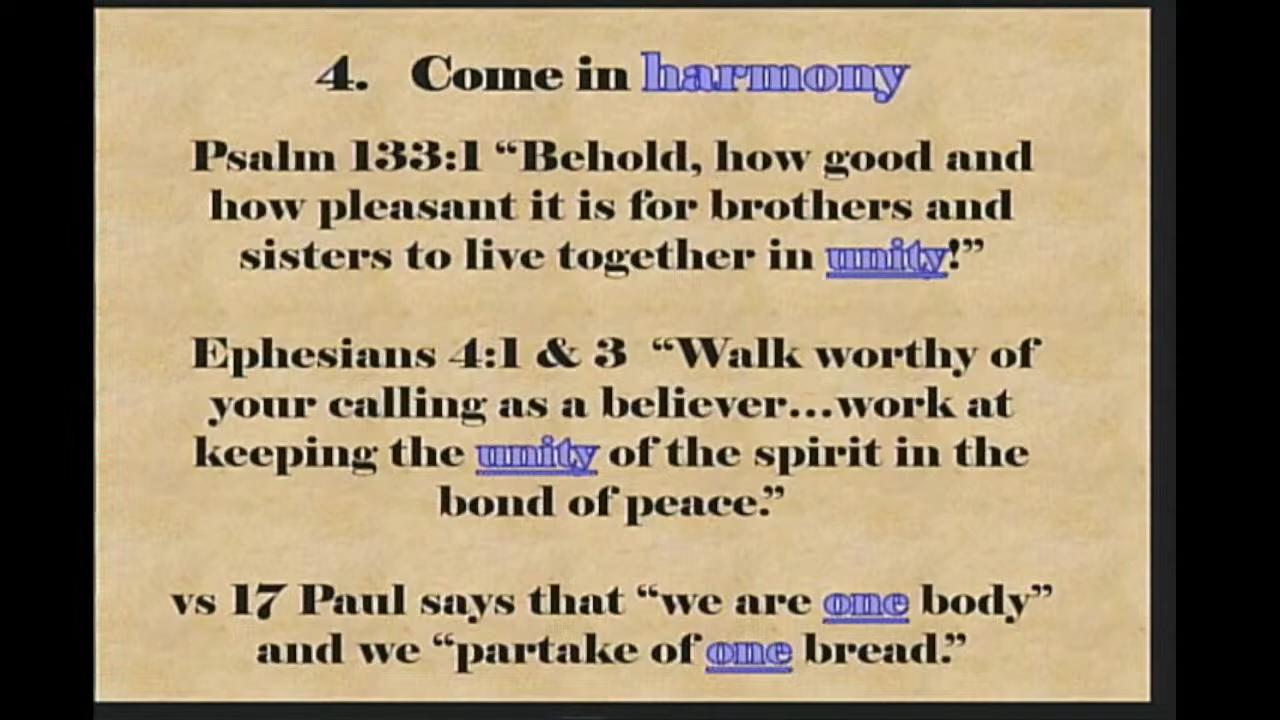 4. Come in harmony
Psalm 133:1 “Behold, how good and
how pleasant it is for brothers and
sisters to live together in unity!”
Ephesians 4:1 & 3 “Walk worthy of
your calling as a believer...work at
keeping the unity of the spirit in the
bond of peace.”
vs 17 Paul says that “we are one body”
and we “partake of one bread.”